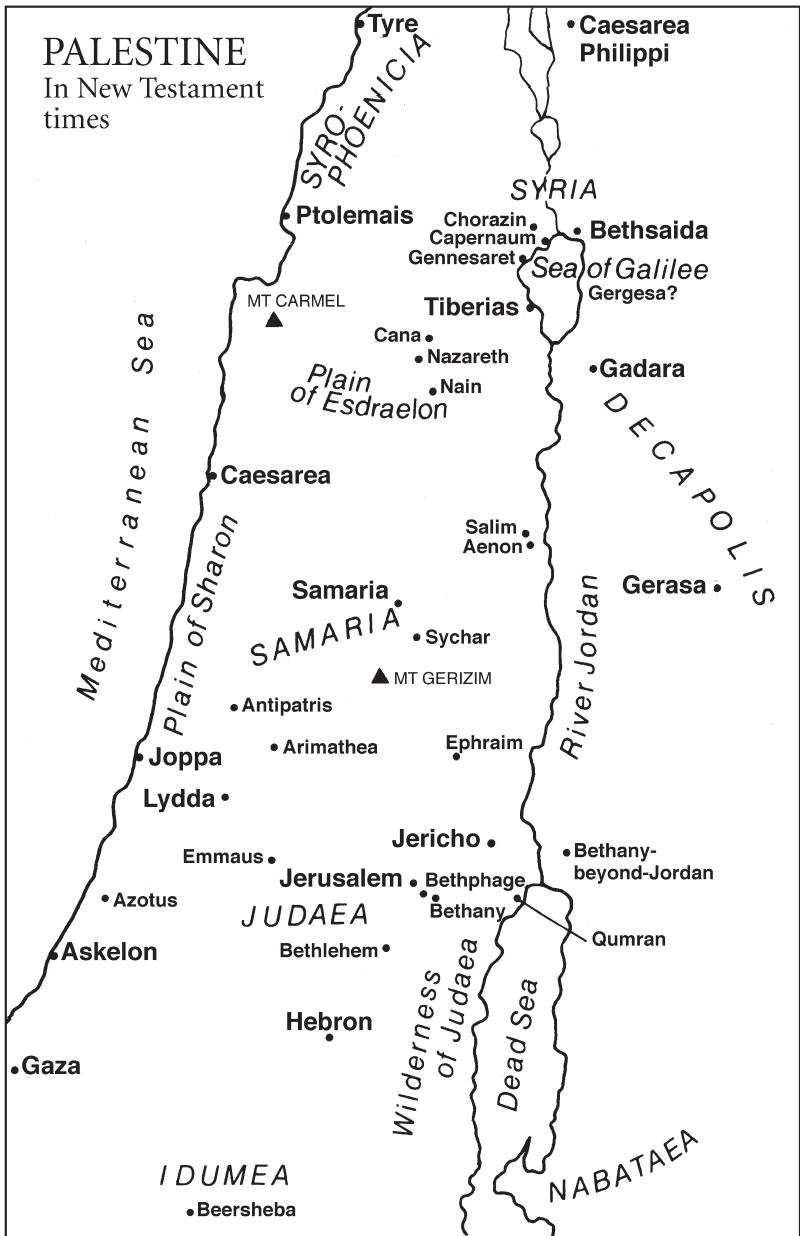 PALESTINE
In New Testament
times
Tyre
Caesarea
Philippi
SYRO-
PHOENICIA
SYRIA
Ptolemais
Chorazin
Capernaum
Gennesaret
Bethsaida
Sea of Galilee
Gergesa?
MT CARMEL
Tiberias
Cana
Nazareth
Nain
Plain
of Esdraelon
Gadara
DECAPOLIS
Mediterranean Sea
Caesarea
Plain of Sharon
Salim
Aenon
Gerasa
Samaria
SAMARIA
Sychar
MT GERIZIM
River Jordan
Antipatris
Arimathea
Ephraim
Joppa
Lydda
Jericho
Bethany-
beyond-Jordan
Emmaus
Jerusalem
Bethphage
Bethany
Azotus
JUDAEA
Qumran
Askelon
Bethlehem
Wilderness
of Judaea
Dead Sea
Hebron
Gaza
IDUMEA
Beersheba
NABATAEA